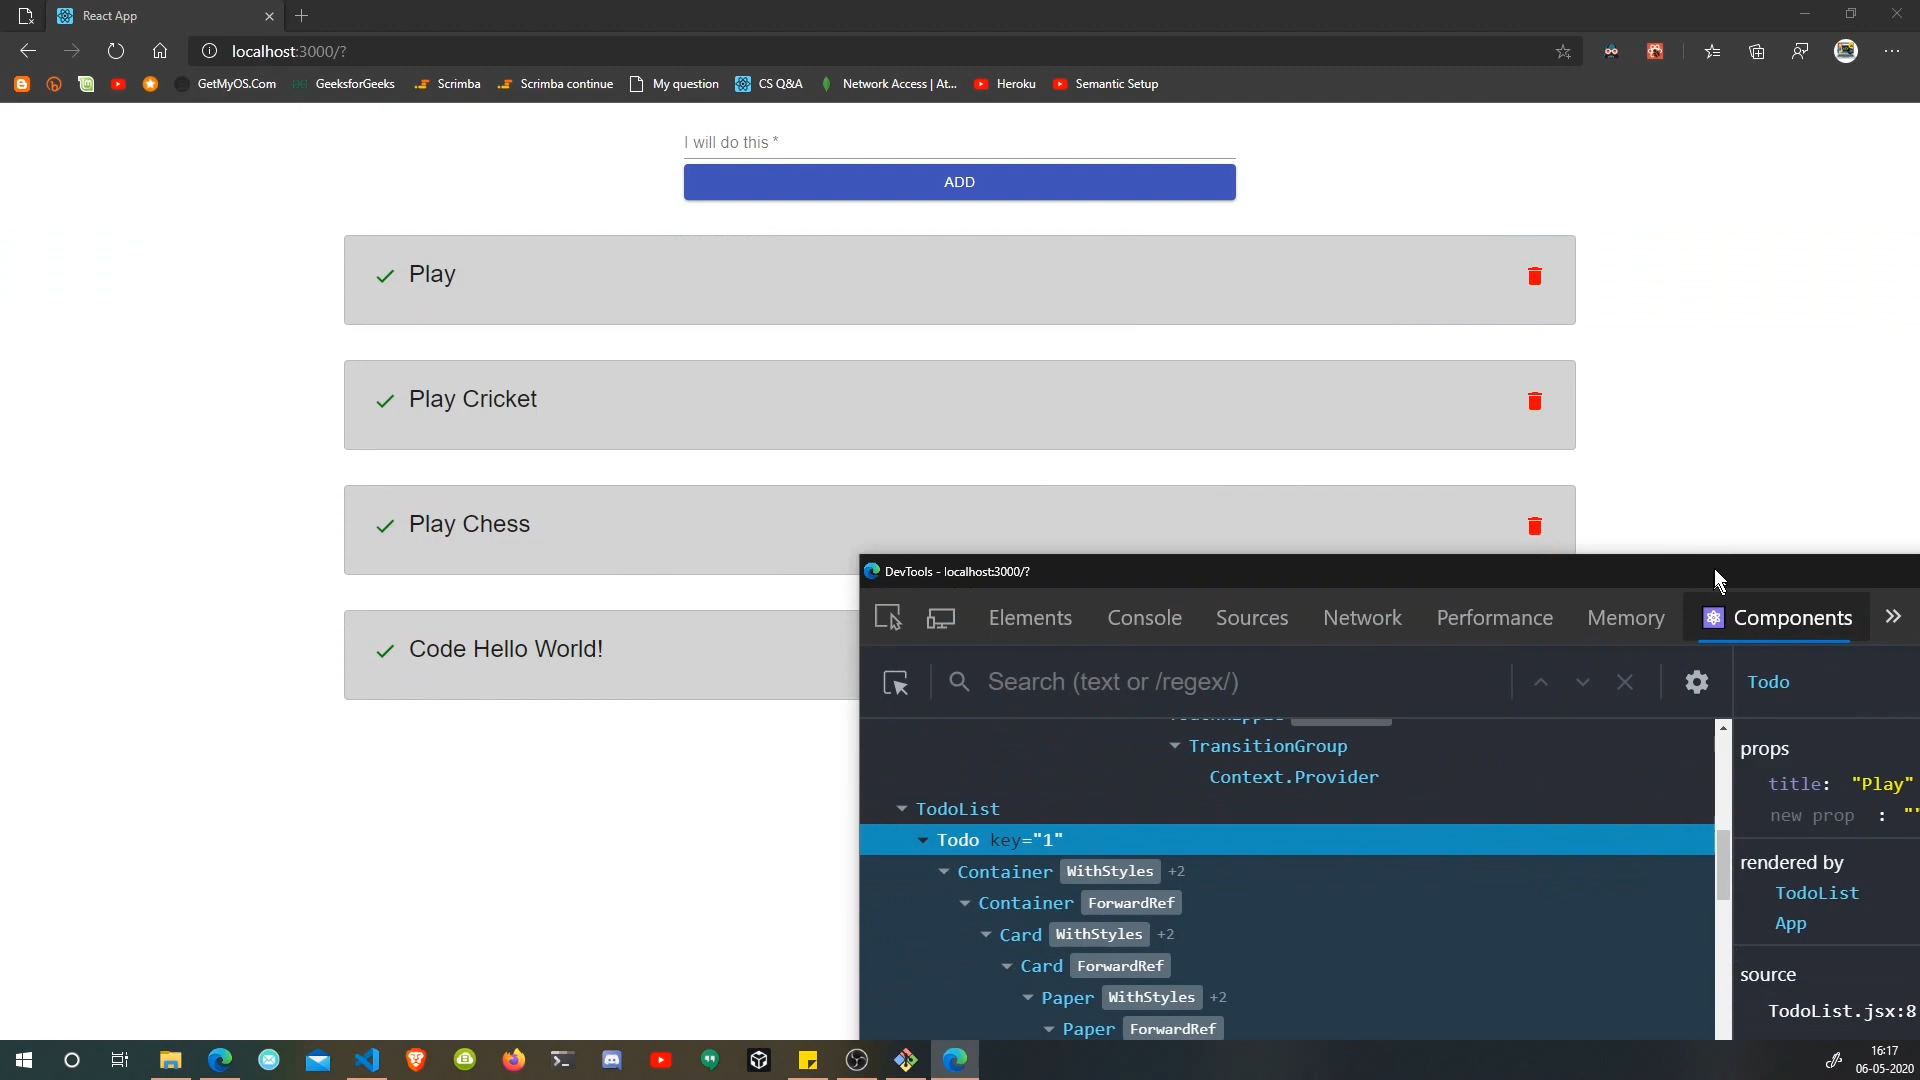 React App
localhost:3000/?
GetMyOS.Com
GeeksforGeeks
Scrimba
Scrimba continue
My question
CS Q&A
Network Access | At...
Heroku
Semantic Setup
I will do this *
ADD
Play
Play Cricket
Play Chess
Code Hello World!
DevTools - localhost:3000/?
Elements
Console
Sources
Network
Performance
Memory
Components
Search (text or /regex/)
Todo
TransitionGroup
Context.Provider
TodoList
Todo key="1"
Container WithStyles +2
Container ForwardRef
Card WithStyles +2
Card ForwardRef
Paper WithStyles +2
Paper ForwardRef
props
title: "Play"
new prop : ""
rendered by
TodoList
App
source
TodoList.jsx:8
16:17
06-05-2020